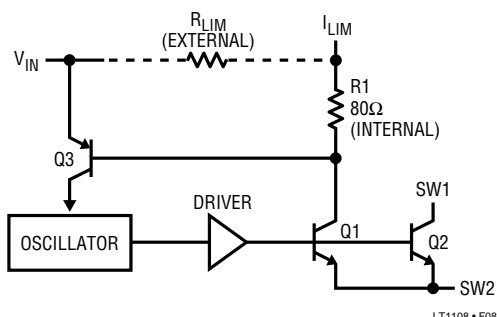 R_LIM
(EXTERNAL)
I_LIM
V_IN
R1
80Ω
(INTERNAL)
Q3
DRIVER
SW1
Q1
Q2
OSCILLATOR
SW2
LT1108 • F08